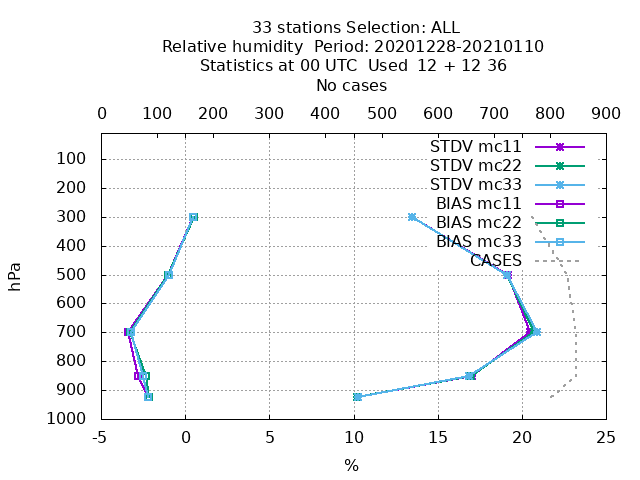 33 stations Selection: ALL
Relative humidity  Period: 20201228-20210110
Statistics at 00 UTC  Used  12 + 12 36
No cases
0 100 200 300 400 500 600 700 800 900
100
200
300
400
500
600
700
800
900
1000
hPa
STDV mc11
STDV mc22
STDV mc33
BIAS mc11
BIAS mc22
BIAS mc33
CASES
-5 0 5 10 15 20 25
%